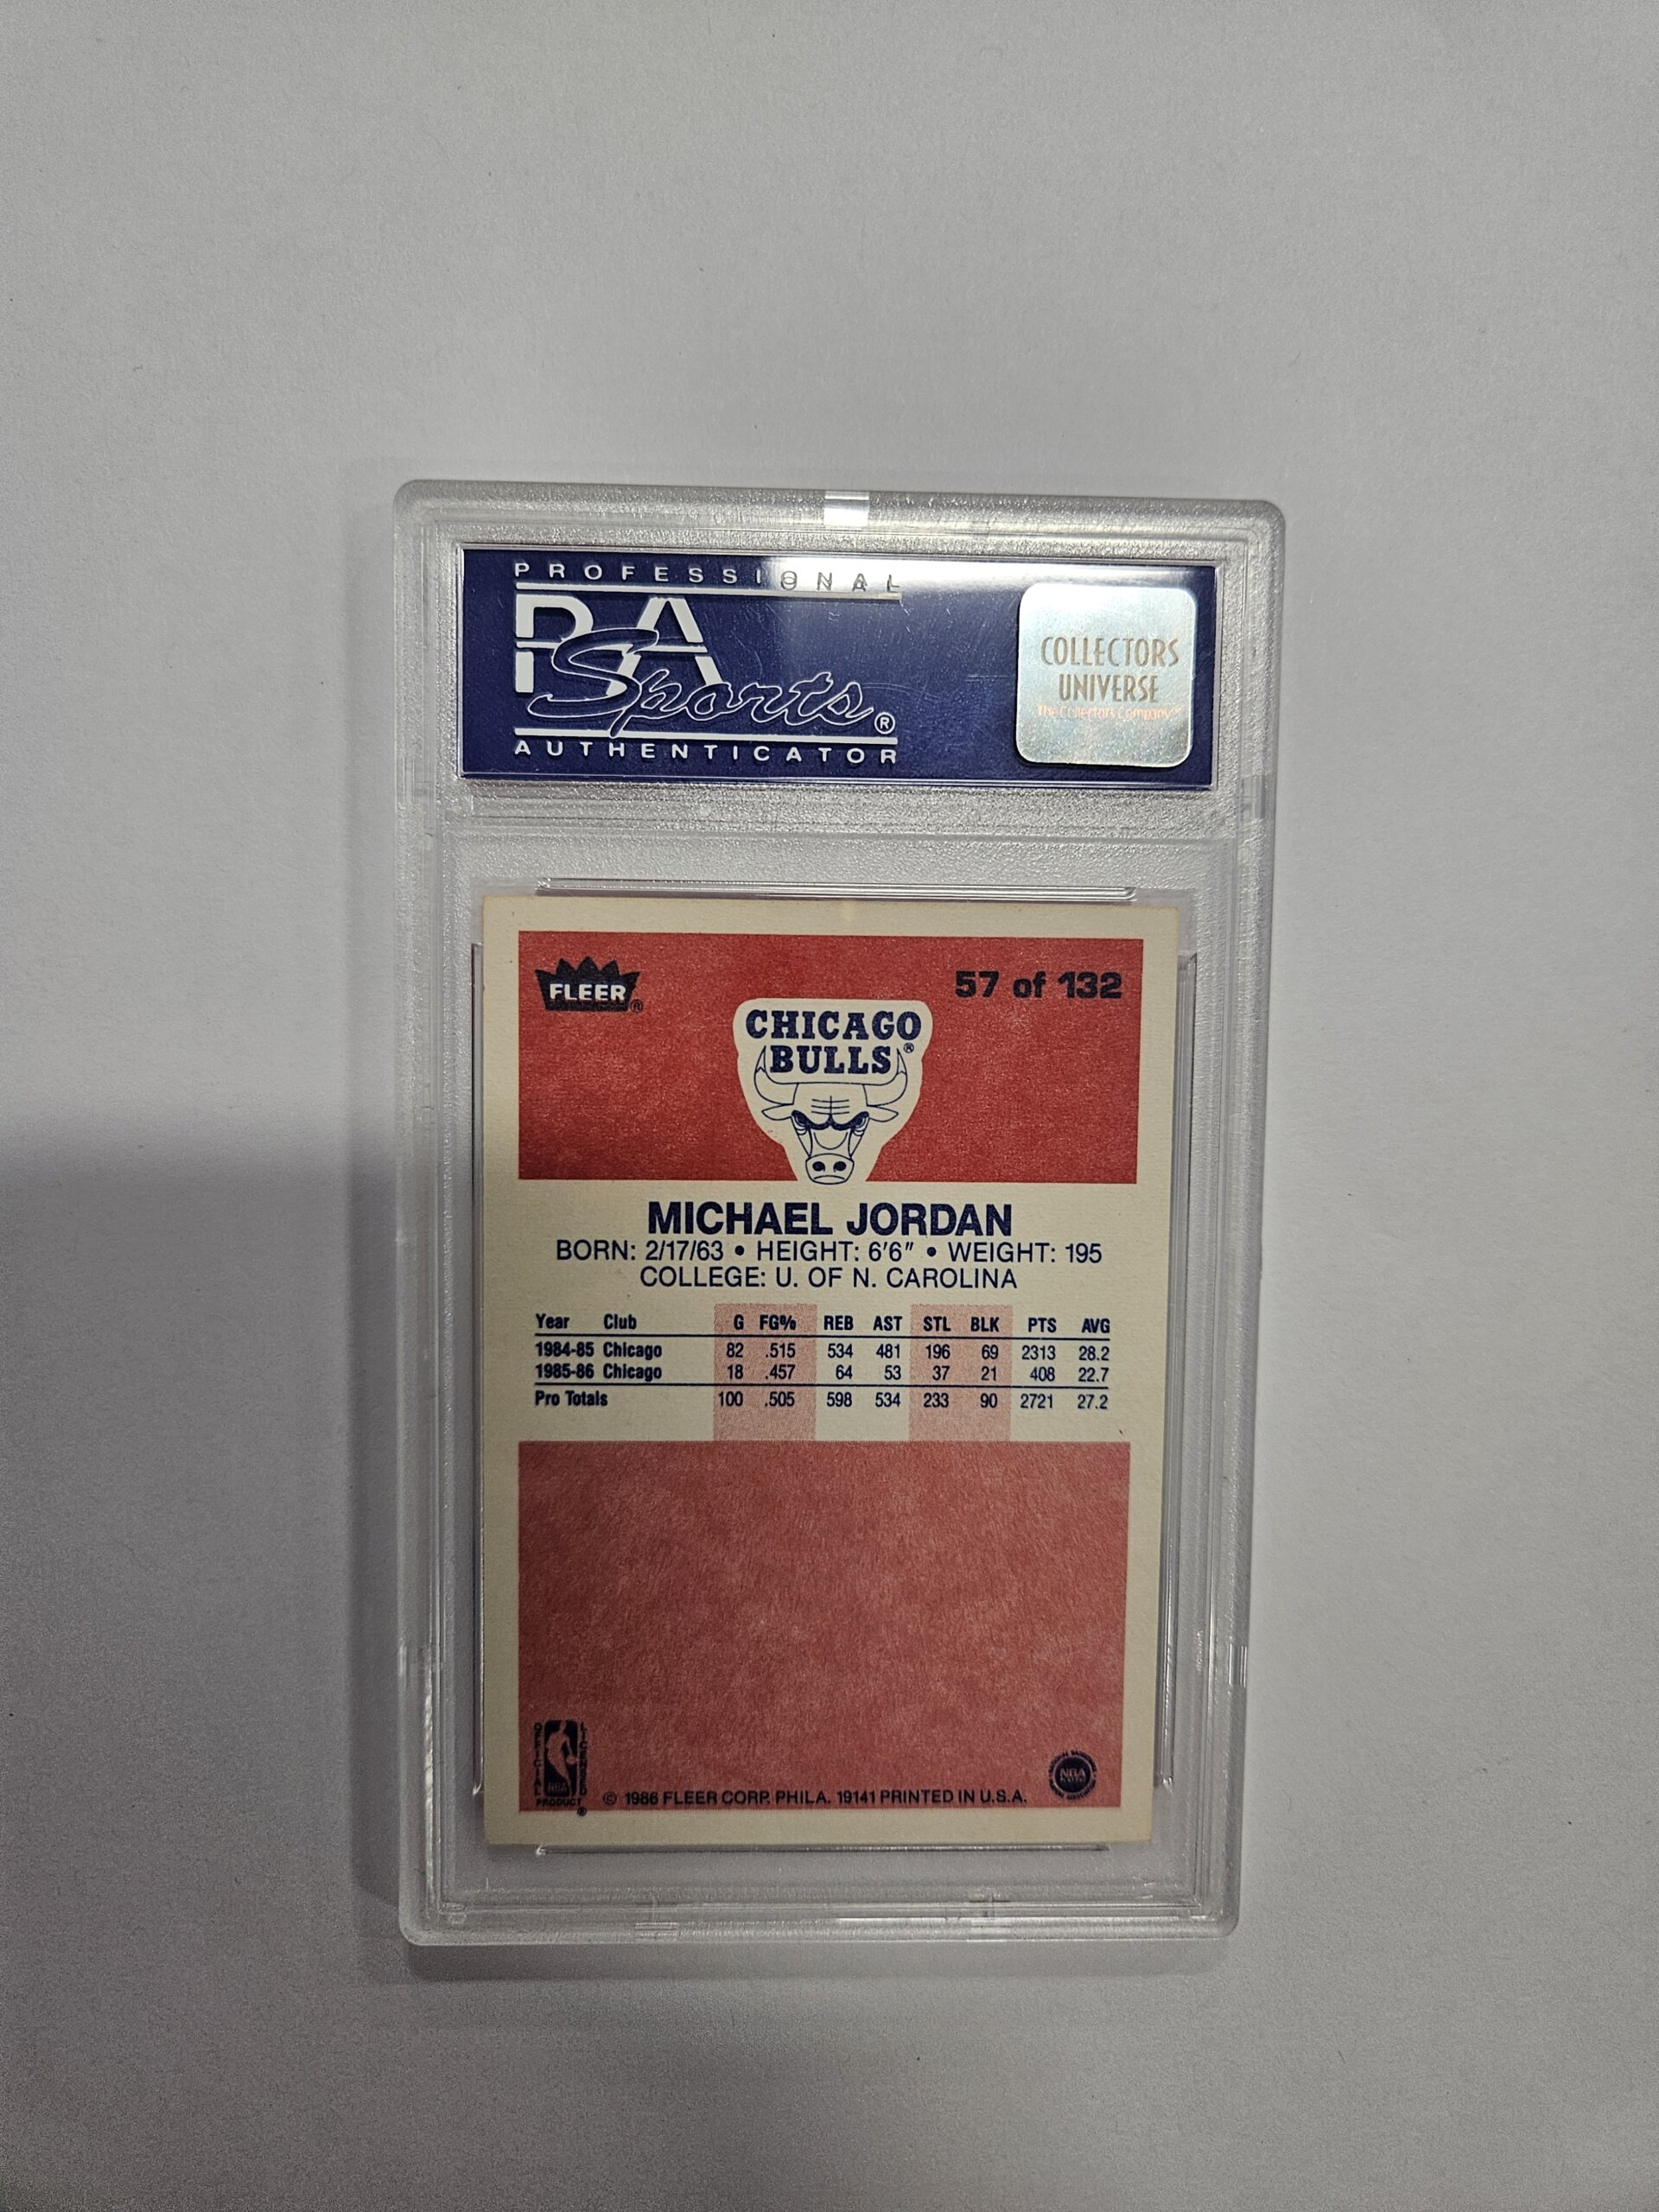 PROFESSIONAL
PSA
Sports®
AUTHENTICATOR
COLLECTORS
UNIVERSE
The Collectors Company™
FLEER®
57 of 132
CHICAGO
BULLS®
MICHAEL JORDAN
BORN: 2/17/63 • HEIGHT: 6'6" • WEIGHT: 195
COLLEGE: U. OF N. CAROLINA
Year Club G FG% REB AST STL BLK PTS AVG
1984-85 Chicago 82 .515 534 481 196 69 2313 28.2
1985-86 Chicago 18 .457 64 53 37 21 408 22.7
Pro Totals 100 .505 598 534 233 90 2721 27.2
OFFICIAL
LICENSED
NBA
PRODUCT
®
© 1986 FLEER CORP. PHILA. 19141 PRINTED IN U.S.A.
NBA